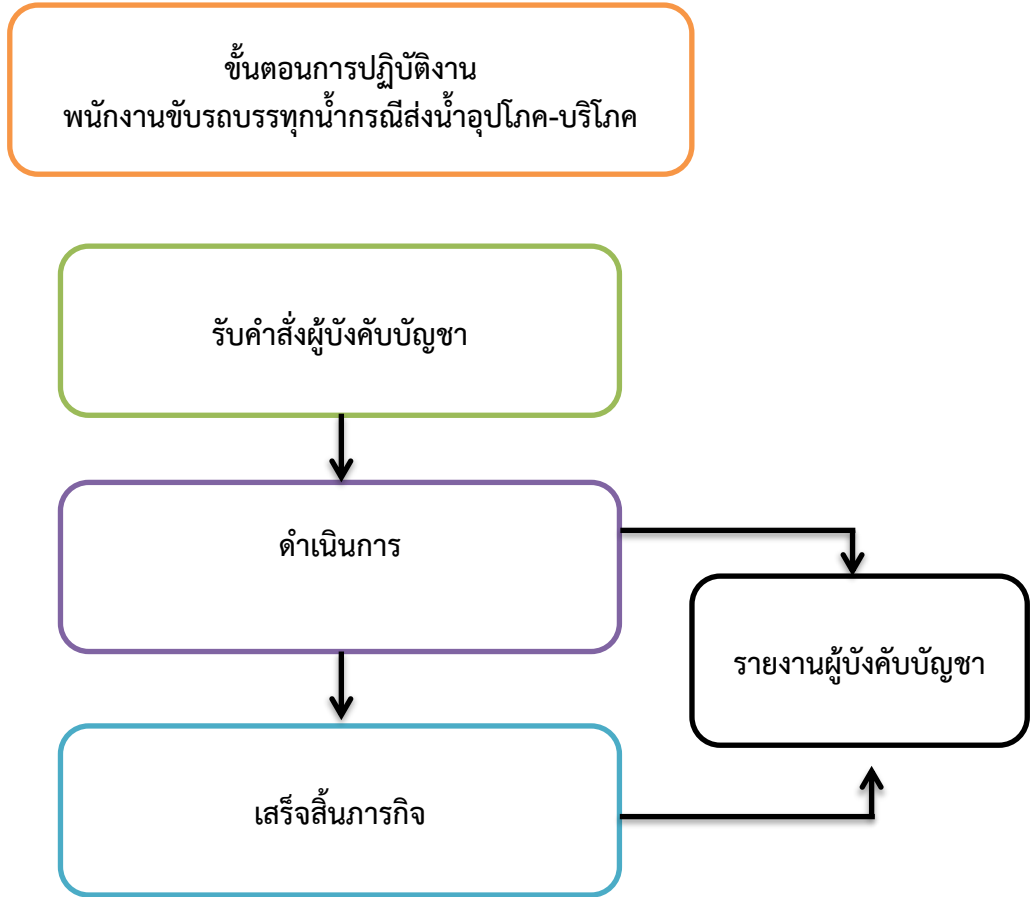 ขั้นตอนการปฏิบัติงาน
พนักงานขับรถบรรทุกน้ำกรณีส่งน้ำอุปโภค-บริโภค
รับคำสั่งผู้บังคับบัญชา
ดำเนินการ
รายงานผู้บังคับบัญชา
เสร็จสิ้นภารกิจ